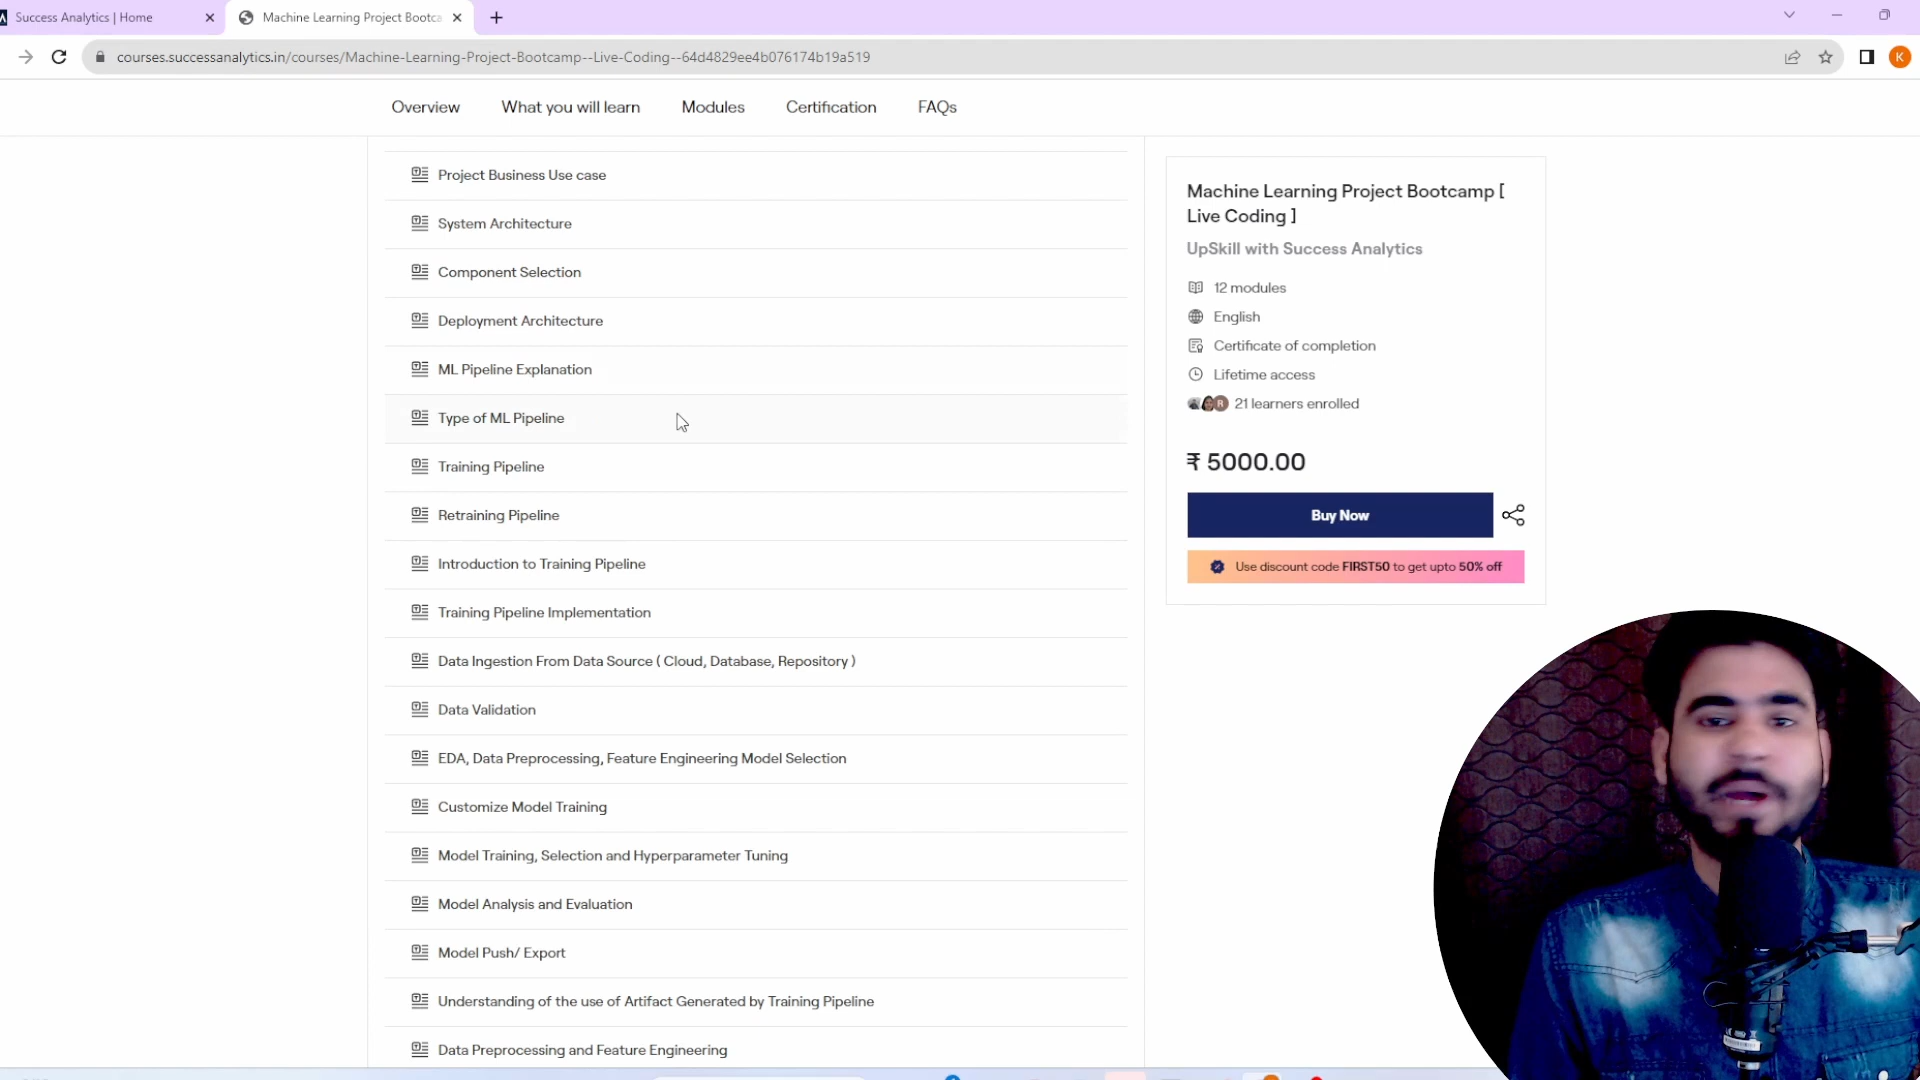 Success Analytics | Home
Machine Learning Project Bootca
courses.successanalytics.in/courses/Machine-Learning-Project-Bootcamp--Live-Coding--64d4829ee4b076174b19a519
K
Overview What you will learn Modules Certification FAQs
Project Business Use case
System Architecture
Component Selection
Deployment Architecture
ML Pipeline Explanation
Type of ML Pipeline
Training Pipeline
Retraining Pipeline
Introduction to Training Pipeline
Training Pipeline Implementation
Data Ingestion From Data Source ( Cloud, Database, Repository )
Data Validation
EDA, Data Preprocessing, Feature Engineering Model Selection
Customize Model Training
Model Training, Selection and Hyperparameter Tuning
Model Analysis and Evaluation
Model Push/ Export
Understanding of the use of Artifact Generated by Training Pipeline
Data Preprocessing and Feature Engineering
Machine Learning Project Bootcamp [
Live Coding ]
UpSkill with Success Analytics
12 modules
English
Certificate of completion
Lifetime access
R 21 learners enrolled
₹ 5000.00
Buy Now
Use discount code FIRST50 to get upto 50% off